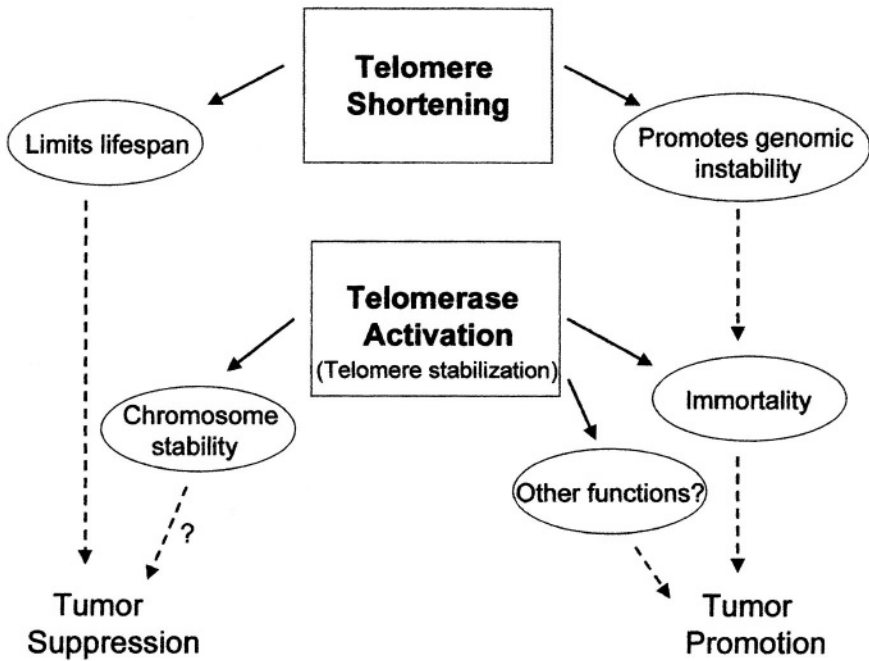 Telomere
Shortening
Limits lifespan
Promotes genomic
instability
Telomerase
Activation
(Telomere stabilization)
Chromosome
stability
Immortality
Other functions?
?
Tumor
Suppression
Tumor
Promotion